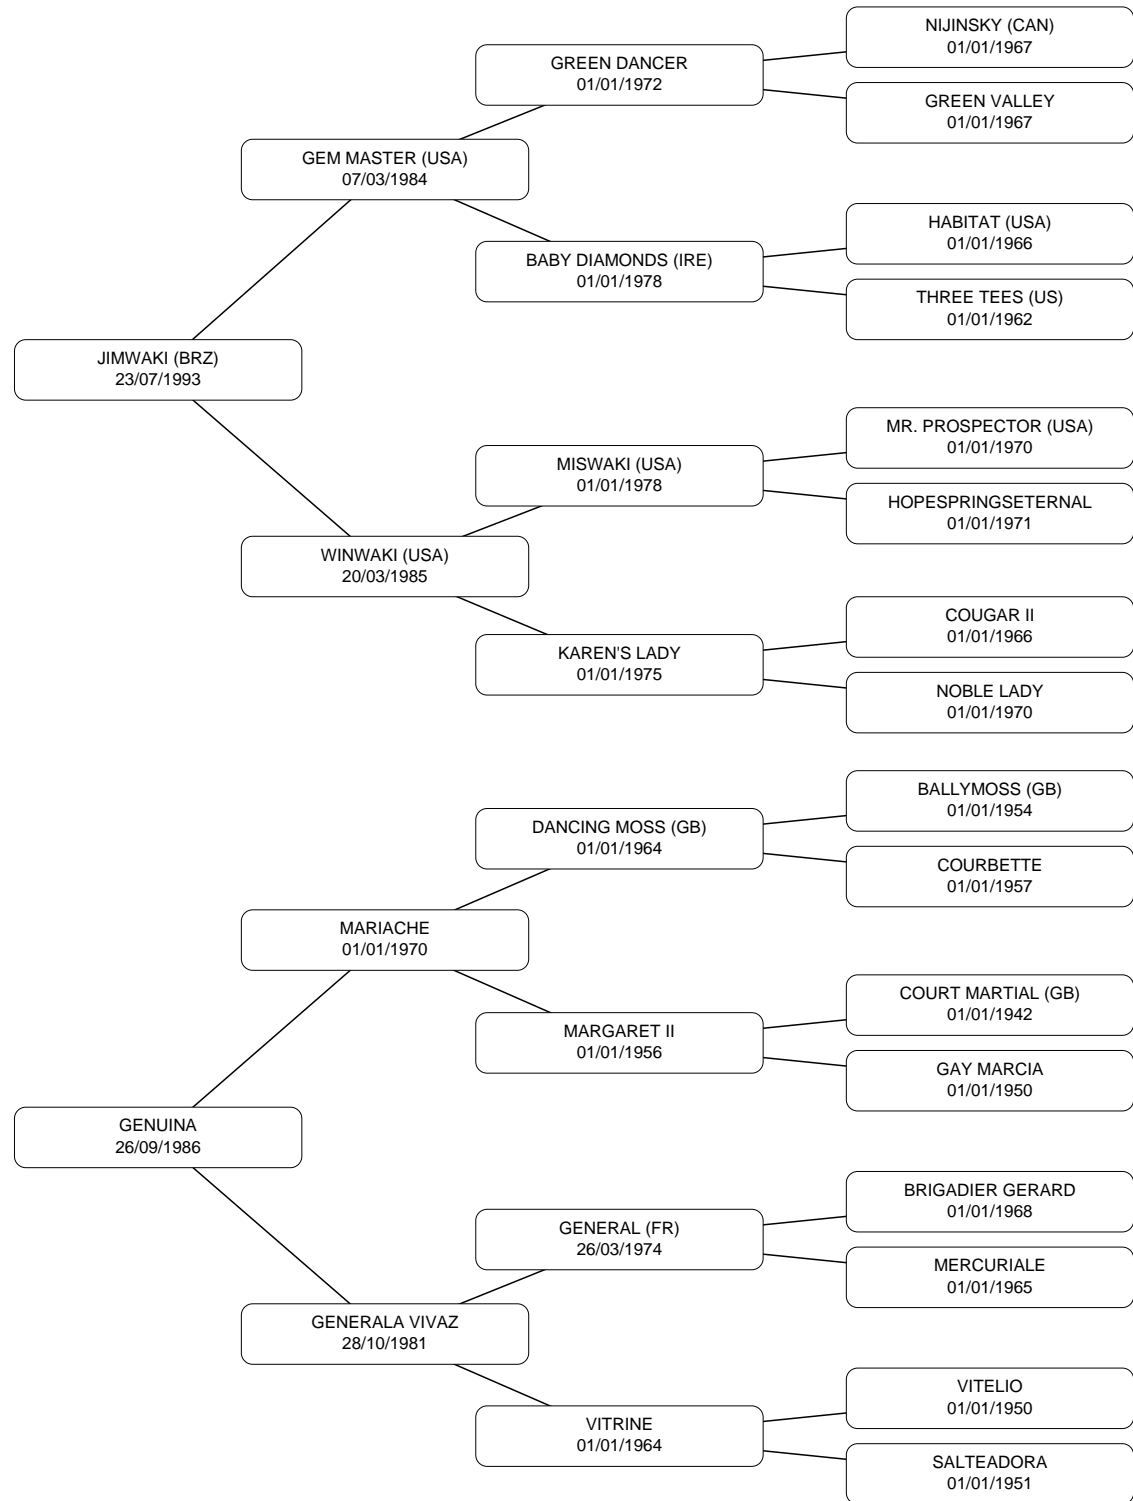 NIJINSKY (CAN)
01/01/1967
GREEN DANCER
01/01/1972
GREEN VALLEY
01/01/1967
GEM MASTER (USA)
07/03/1984
HABITAT (USA)
01/01/1966
BABY DIAMONDS (IRE)
01/01/1978
THREE TEES (US)
01/01/1962
JIMWAKI (BRZ)
23/07/1993
MR. PROSPECTOR (USA)
01/01/1970
MISWAKI (USA)
01/01/1978
HOPESPRINGSETERNAL
01/01/1971
WINWAKI (USA)
20/03/1985
COUGAR II
01/01/1966
KAREN'S LADY
01/01/1975
NOBLE LADY
01/01/1970
BALLYMOSS (GB)
01/01/1954
DANCING MOSS (GB)
01/01/1964
COURBETTE
01/01/1957
MARIACHE
01/01/1970
COURT MARTIAL (GB)
01/01/1942
MARGARET II
01/01/1956
GAY MARCIA
01/01/1950
GENUINA
26/09/1986
BRIGADIER GERARD
01/01/1968
GENERAL (FR)
26/03/1974
MERCURIALE
01/01/1965
GENERALA VIVAZ
28/10/1981
VITELIO
01/01/1950
VITRINE
01/01/1964
SALTEADORA
01/01/1951